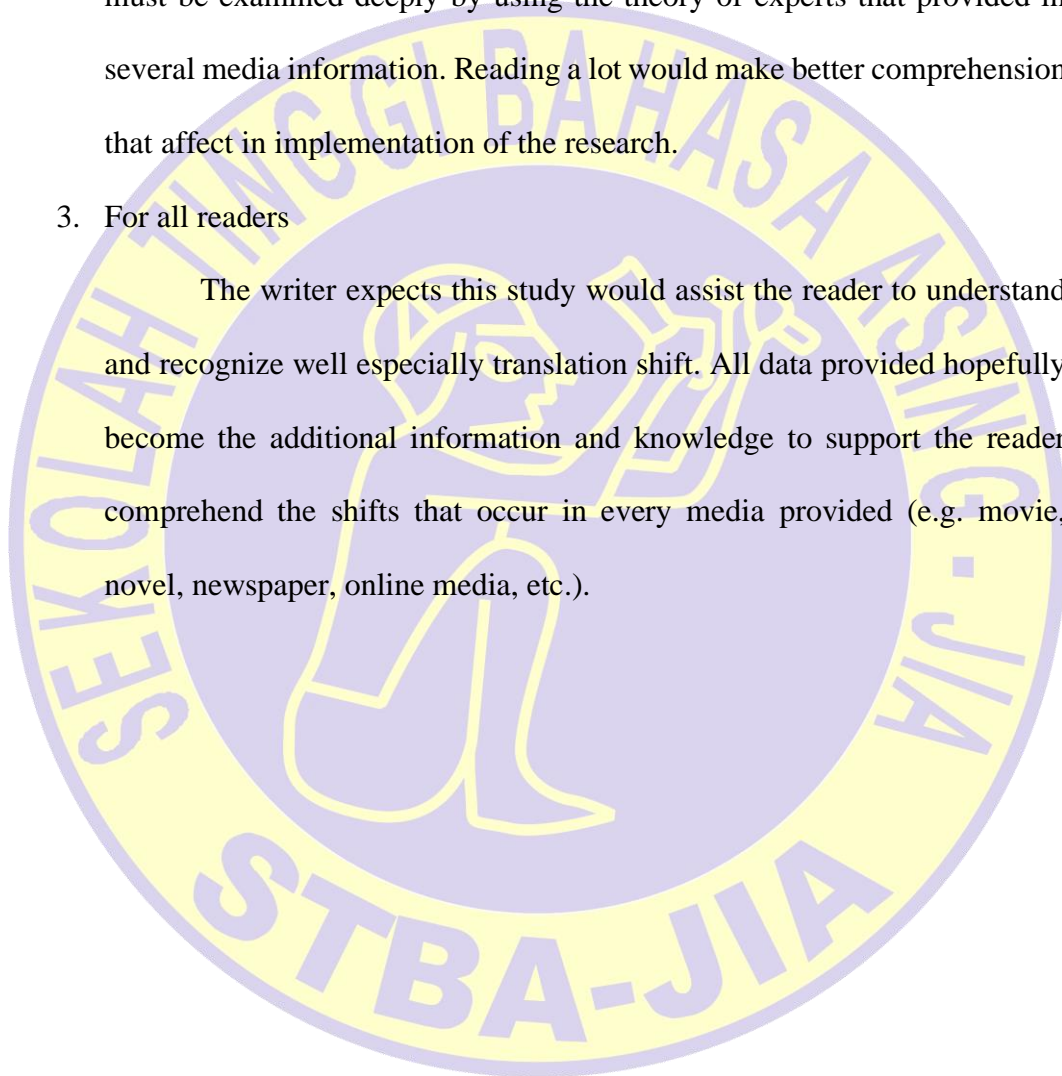 must be examined deeply by using the theory of experts that provided in
several media information. Reading a lot would make better comprehension
that affect in implementation of the research.
3. For all readers
The writer expects this study would assist the reader to understand
and recognize well especially translation shift. All data provided hopefully
become the additional information and knowledge to support the reader
comprehend the shifts that occur in every media provided (e.g. movie,
novel, newspaper, online media, etc.).
SEKOLAH TINGGI BAHASA ASING - JIA
STBA-JIA